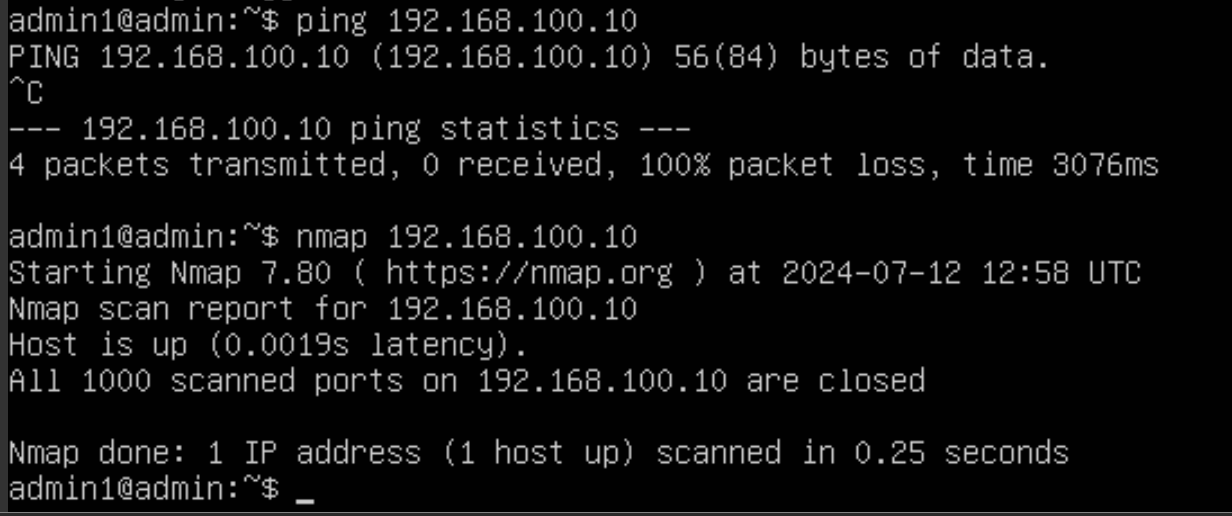 admin1@admin:~$ ping 192.168.100.10
PING 192.168.100.10 (192.168.100.10) 56(84) bytes of data.
^C
--- 192.168.100.10 ping statistics ---
4 packets transmitted, 0 received, 100% packet loss, time 3076ms
admin1@admin:~$ nmap 192.168.100.10
Starting Nmap 7.80 ( https://nmap.org ) at 2024-07-12 12:58 UTC
Nmap scan report for 192.168.100.10
Host is up (0.0019s latency).
All 1000 scanned ports on 192.168.100.10 are closed
Nmap done: 1 IP address (1 host up) scanned in 0.25 seconds
admin1@admin:~$ _